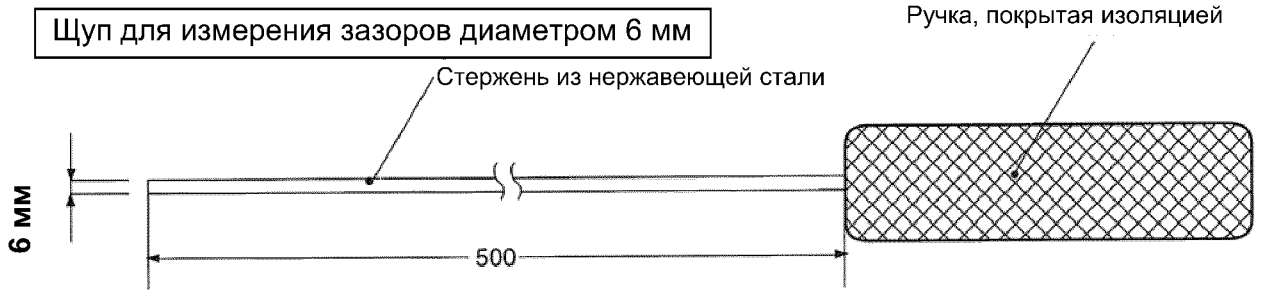 Ручка, покрытая изоляцией
Щуп для измерения зазоров диаметром 6 мм
Стержень из нержавеющей стали
6 мм
500